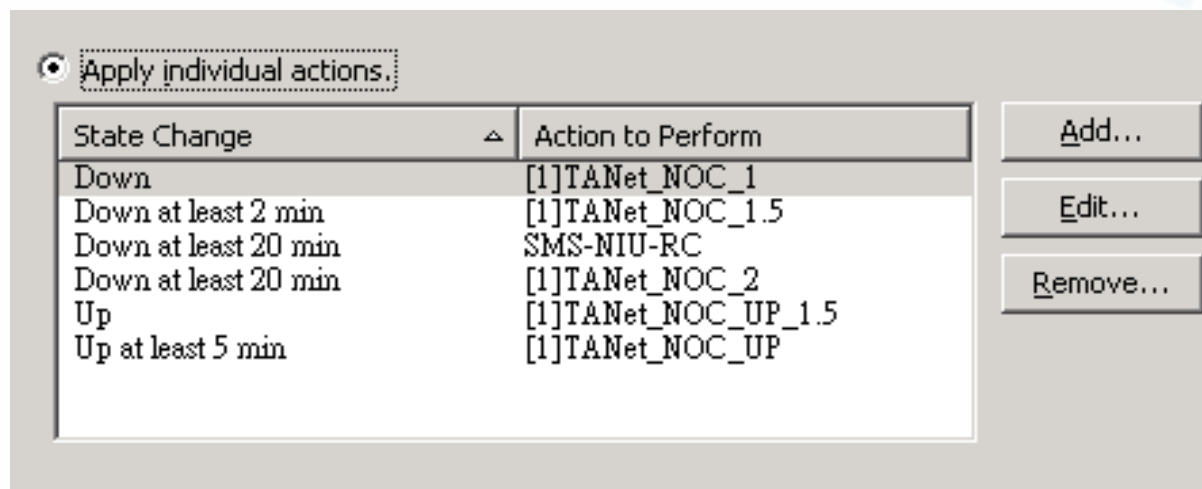 Apply individual actions.
State Change Action to Perform
Add...
Down [1]TANet_NOC_1
Down at least 2 min [1]TANet_NOC_1.5
Edit...
Down at least 20 min SMS-NIU-RC
Down at least 20 min [1]TANet_NOC_2
Remove...
Up [1]TANet_NOC_UP_1.5
Up at least 5 min [1]TANet_NOC_UP